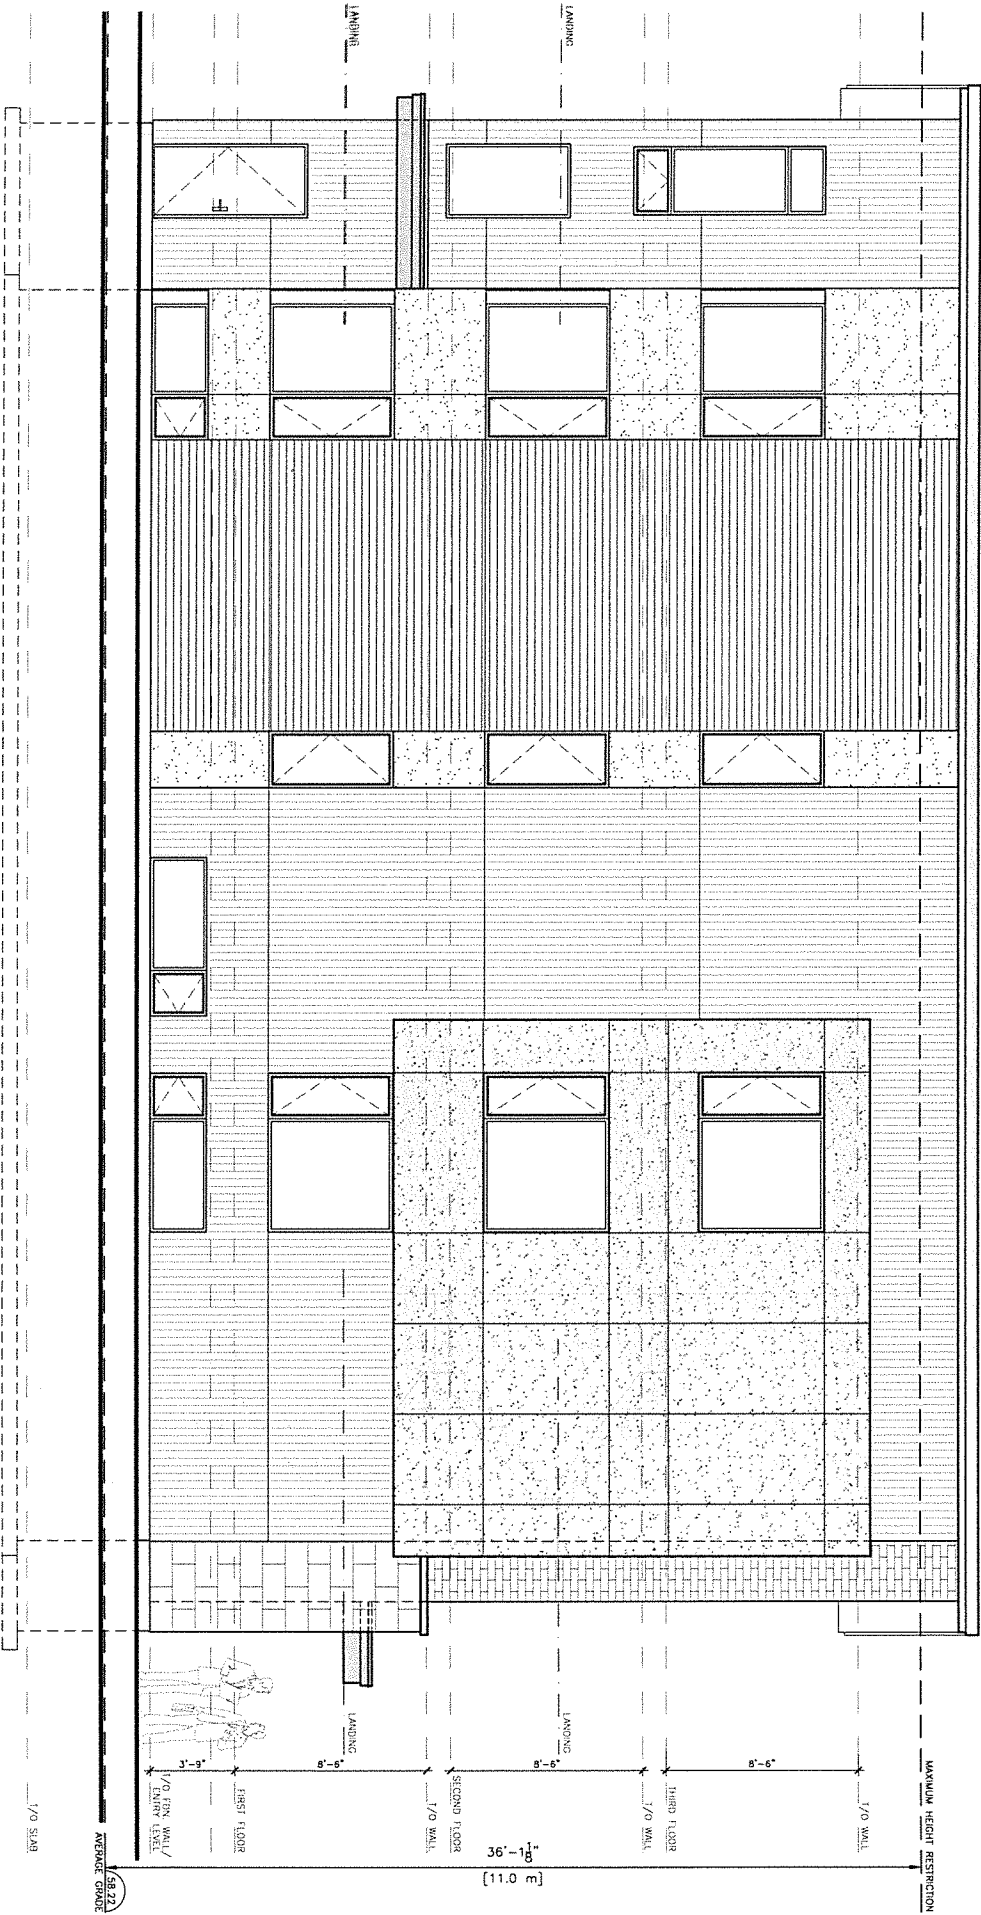 LANDING
LANDING
MAXIMUM HEIGHT RESTRICTION
T/O WALL
8'-6"
THIRD FLOOR
T/O WALL
LANDING
8'-6"
SECOND FLOOR
T/O WALL
LANDING
8'-6"
FIRST FLOOR
3'-9"
T/O FDN. WALL/
ENTRY LEVEL
36'-1 1/8"
[11.0 m]
AVERAGE GRADE
58.22
T/O SLAB